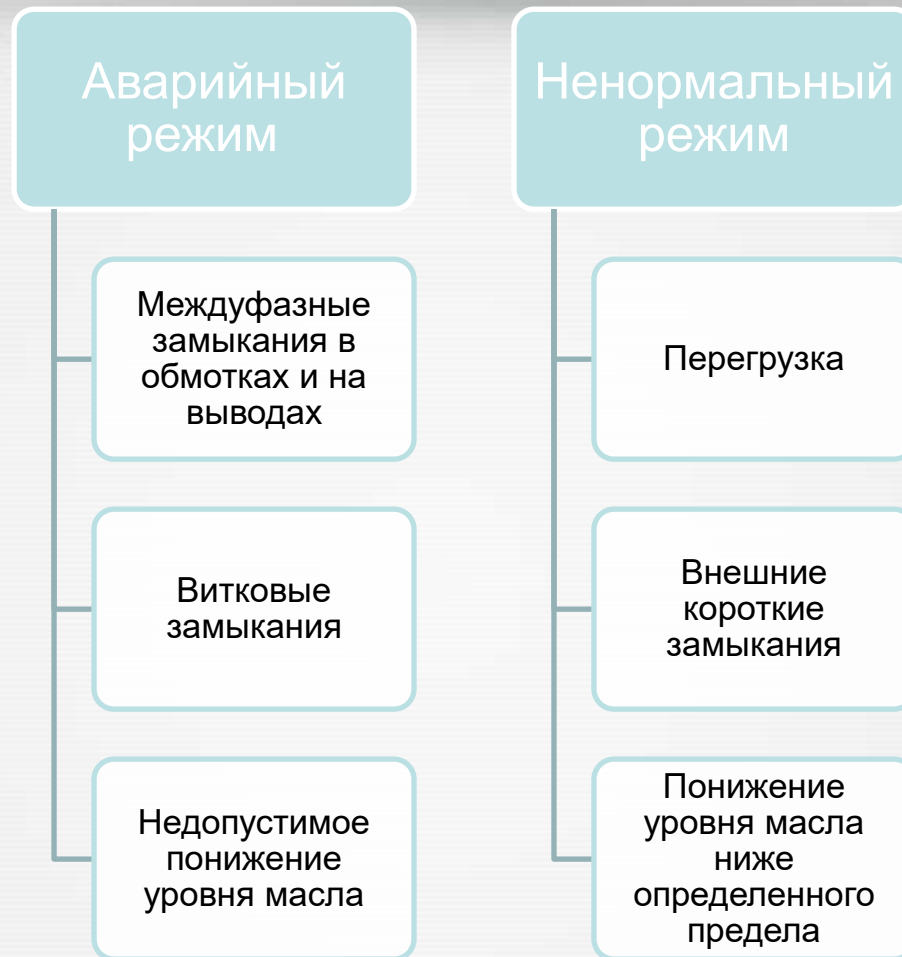 Аварийный
режим
Междуфазные
замыкания в
обмотках и на
выводах
Витковые
замыкания
Недопустимое
понижение
уровня масла
Ненормальный
режим
Перегрузка
Внешние
короткие
замыкания
Понижение
уровня масла
ниже
определенного
предела